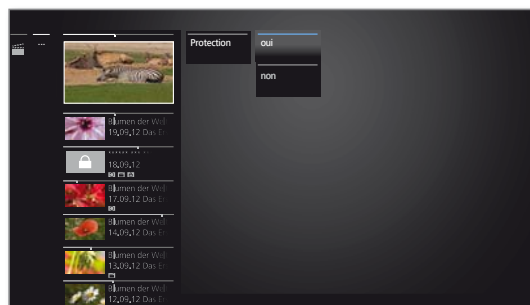 ...
Protection
oui
non
Blumen der Wel
19.09.12 Das Er
18.09.12
Blumen der Wel
17.09.12 Das Er
Blumen der Wel
14.09.12 Das Er
Blumen der Wel
13.09.12 Das Er
Blumen der Wel
12.09.12 Das Er